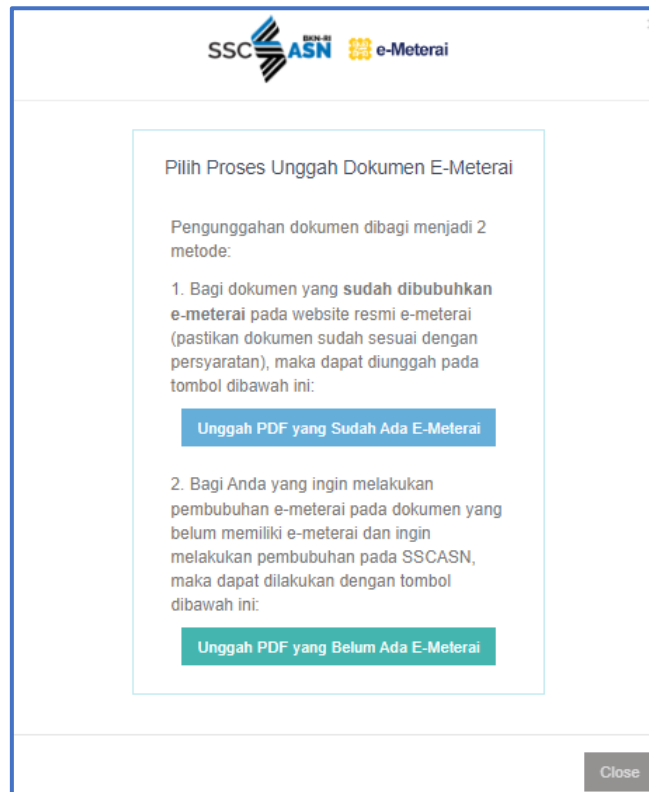 SSC ASN BKN-RI e-Meterai
Pilih Proses Unggah Dokumen E-Meterai
Pengunggahan dokumen dibagi menjadi 2
metode:
1. Bagi dokumen yang sudah dibubuhkan
e-meterai pada website resmi e-meterai
(pastikan dokumen sudah sesuai dengan
persyaratan), maka dapat diunggah pada
tombol dibawah ini:
Unggah PDF yang Sudah Ada E-Meterai
2. Bagi Anda yang ingin melakukan
pembubuhan e-meterai pada dokumen yang
belum memiliki e-meterai dan ingin
melakukan pembubuhan pada SSCASN,
maka dapat dilakukan dengan tombol
dibawah ini:
Unggah PDF yang Belum Ada E-Meterai
Close